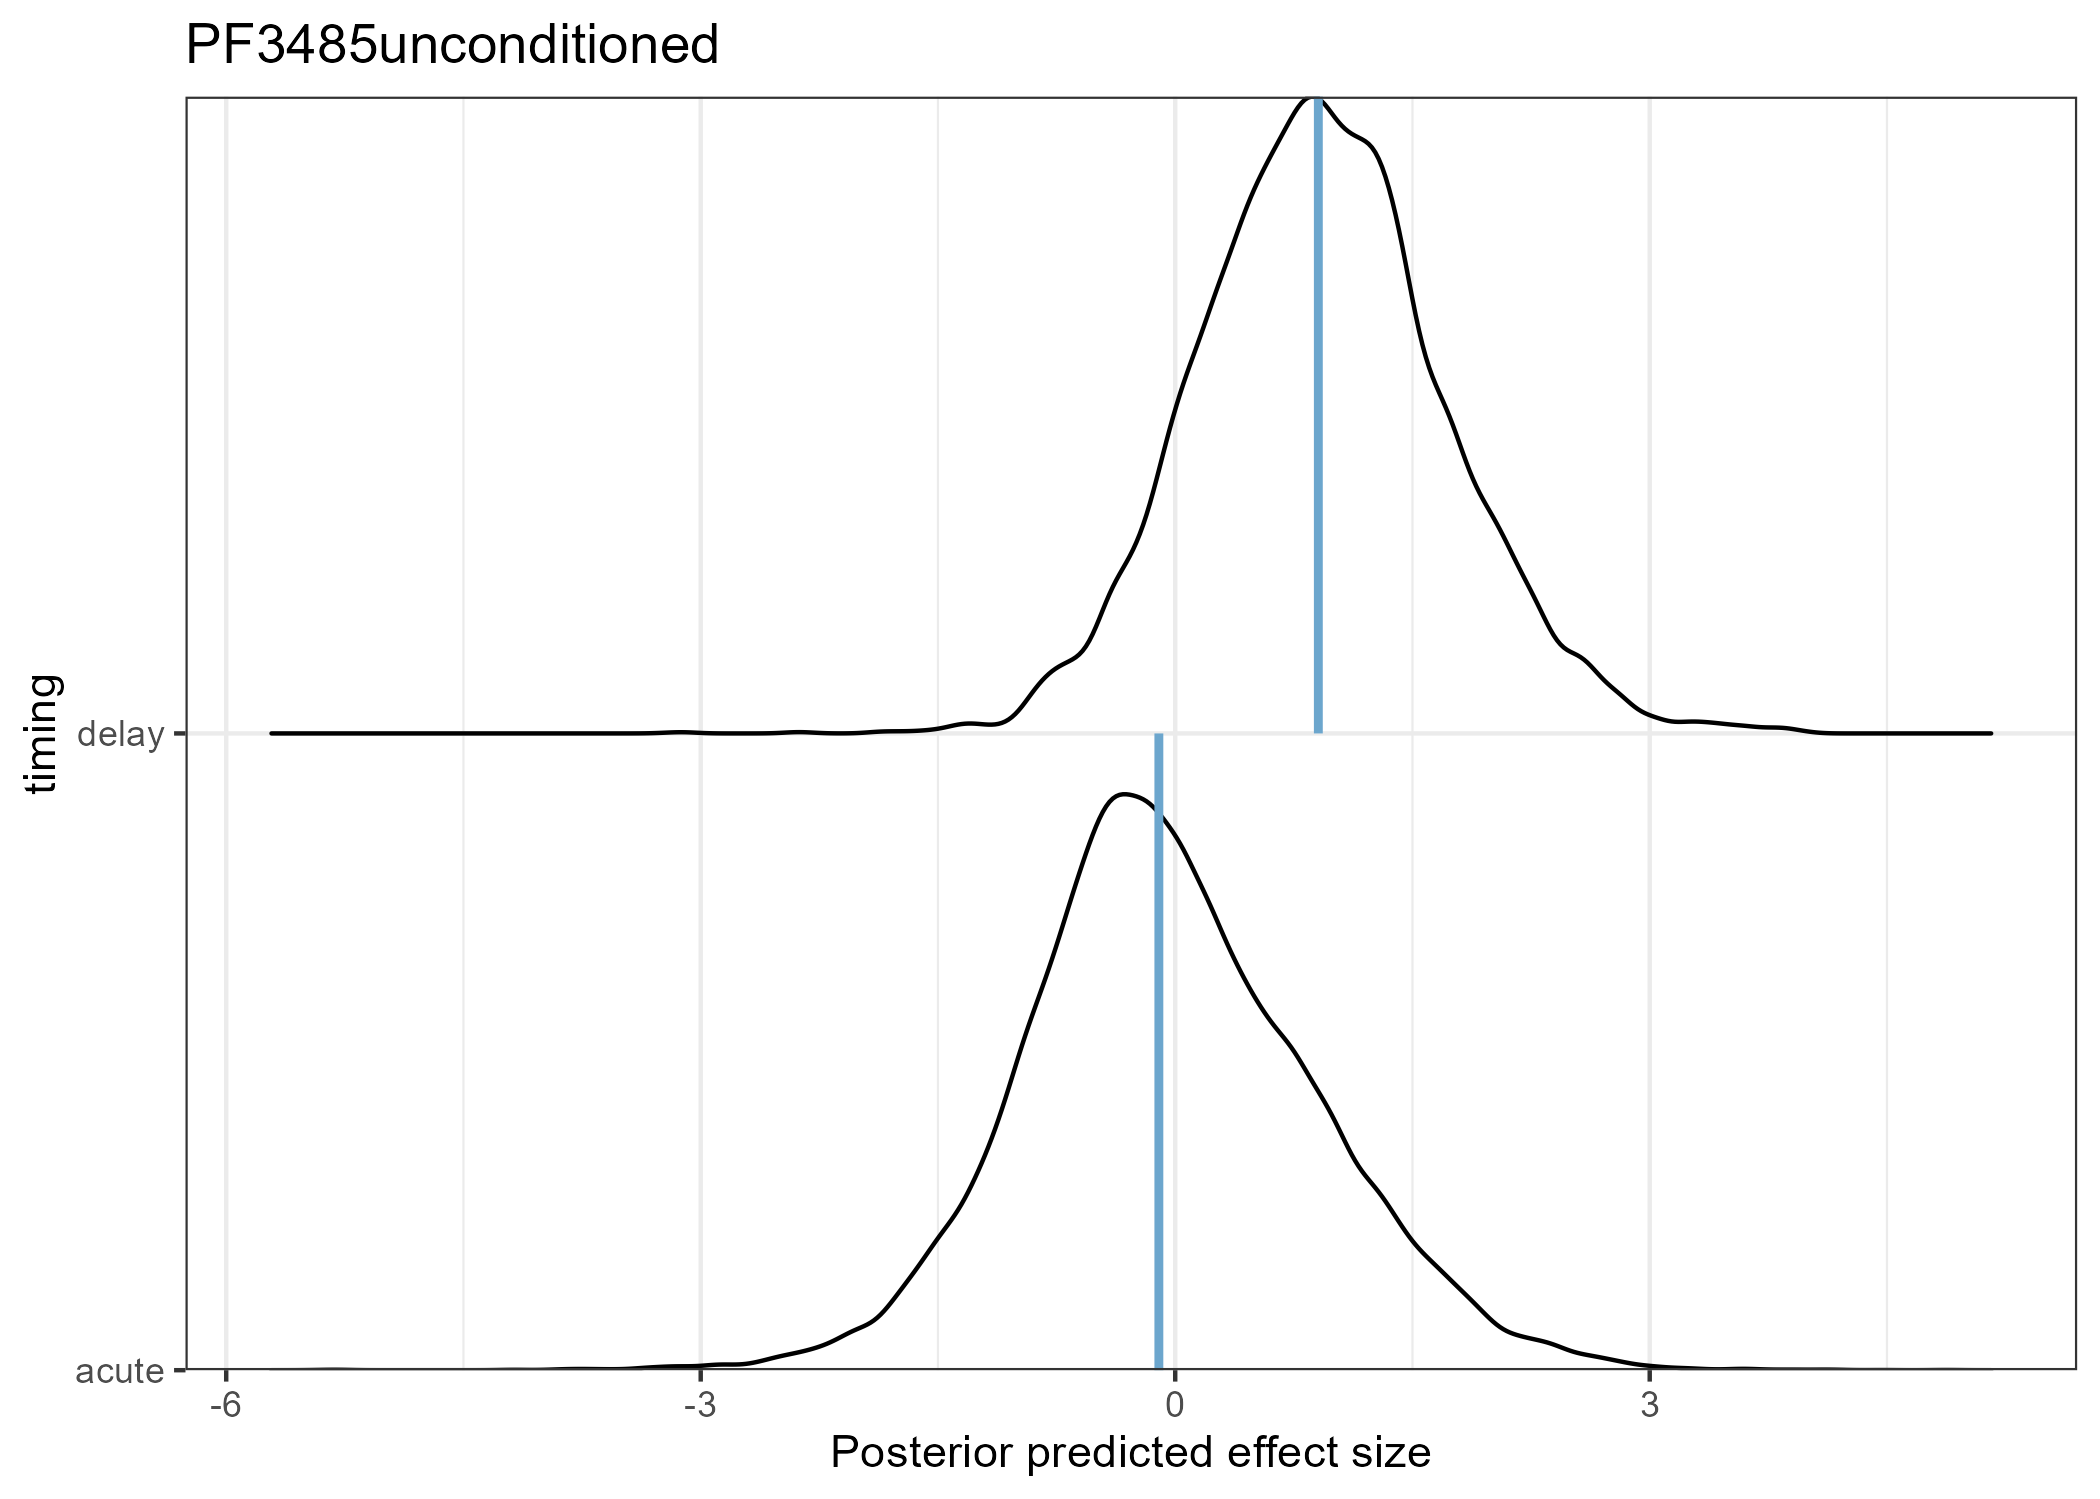 PF3485unconditioned
timing
delay
acute
-6
-3
0
3
Posterior predicted effect size